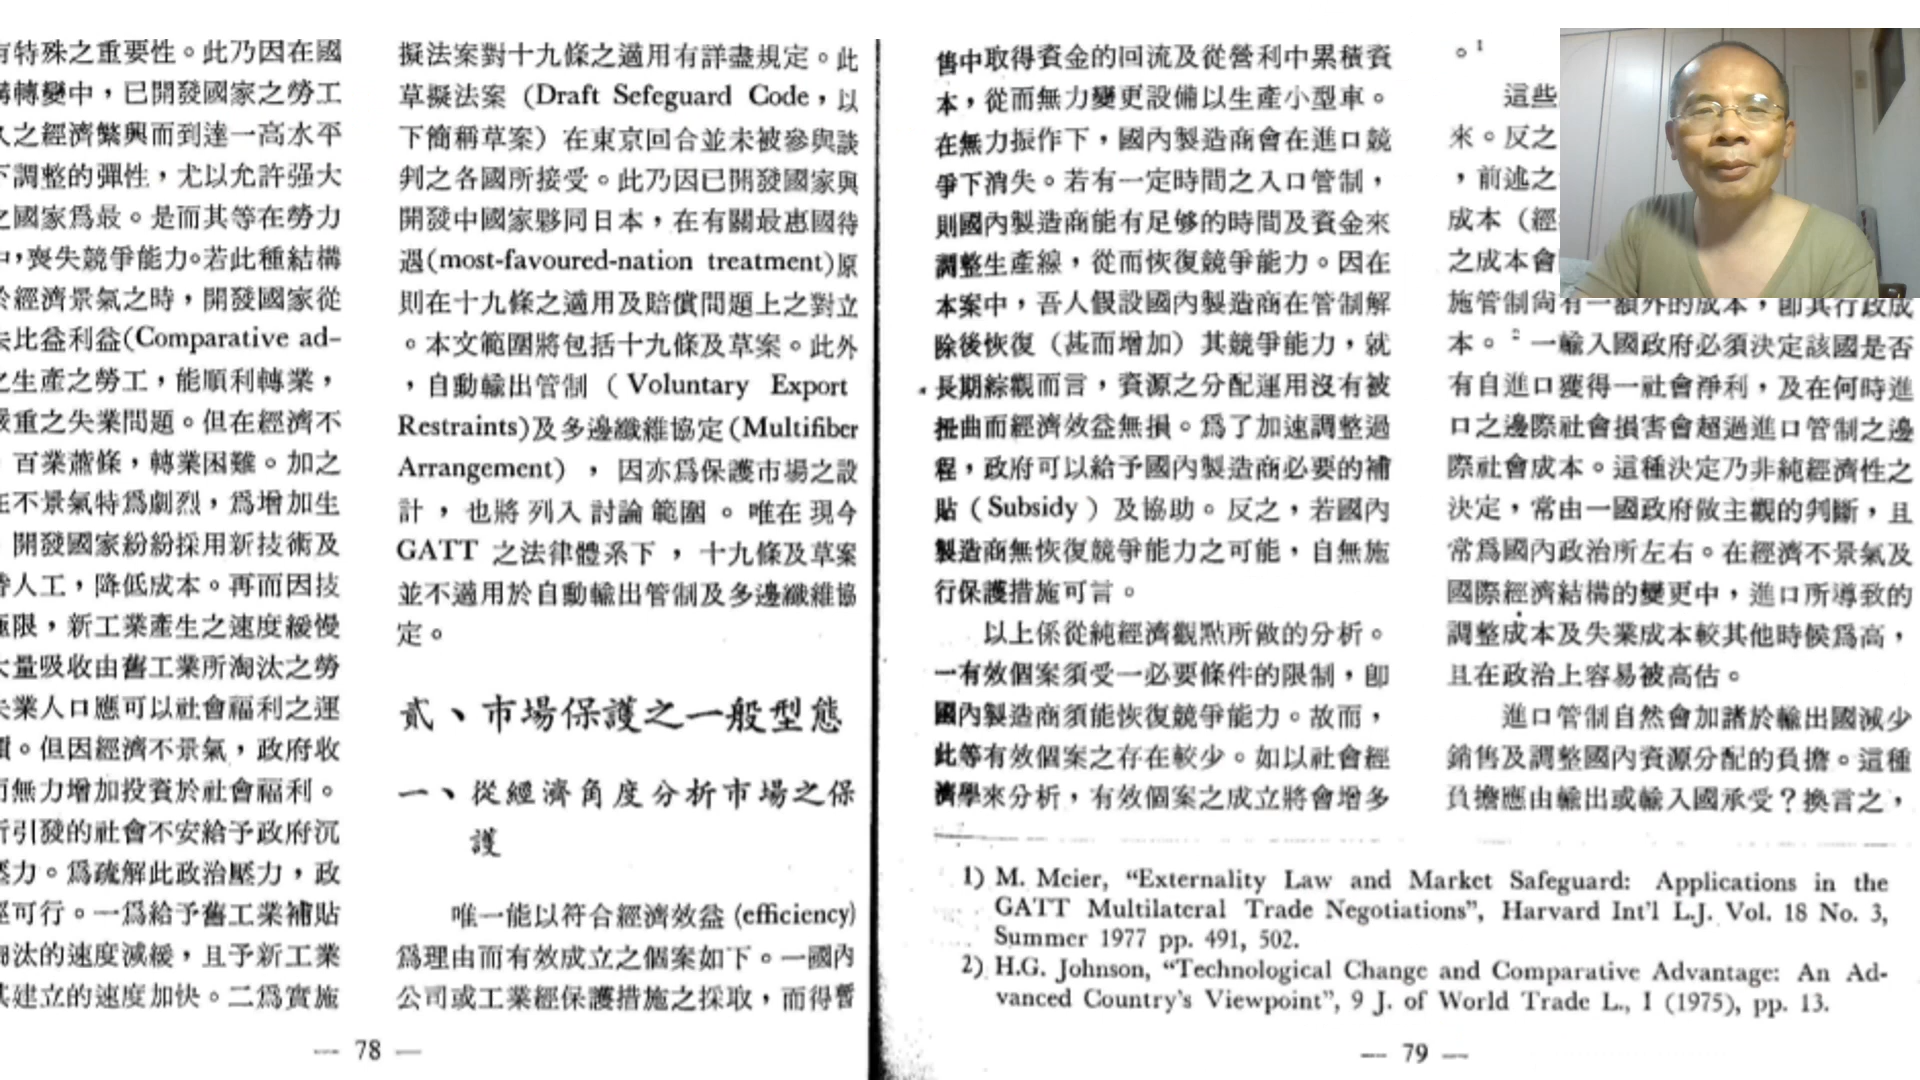 有特殊之重要性。此乃因在國
構轉變中，已開發國家之勞工
久之經濟繁興而到達一高水平
下調整的彈性，尤以允許强大
之國家爲最。是而其等在勞力
中，喪失競爭能力。若此種結構
於經濟景氣之時，開發國家從
去比益利益(Comparative ad-
之生產之勞工，能順利轉業，
嚴重之失業問題。但在經濟不
百業蕭條，轉業困難。加之
在不景氣特爲劇烈，爲增加生
開發國家紛紛採用新技術及
替人工，降低成本。再而因技
極限，新工業產生之速度緩慢
大量吸收由舊工業所淘汰之勞
失業人口應可以社會福利之運
。但因經濟不景氣，政府收
而無力增加投資於社會福利。
所引發的社會不安給予政府沉
壓力。爲疏解此政治壓力，政
徑可行。一爲給予舊工業補貼
淘汰的速度減緩，且予新工業
其建立的速度加快。二爲實施
擬法案對十九條之適用有詳盡規定。此
草擬法案（Draft Sefeguard Code，以
下簡稱草案）在東京回合並未被參與談
判之各國所接受。此乃因已開發國家與
開發中國家夥同日本，在有關最惠國待
遇(most-favoured-nation treatment)原
則在十九條之適用及賠償問題上之對立
。本文範圍將包括十九條及草案。此外
，自動輸出管制（Voluntary Export
Restraints)及多邊纖維協定(Multifiber
Arrangement)，因亦爲保護市場之設
計，也將列入討論範圍。唯在現今
GATT 之法律體系下，十九條及草案
並不適用於自動輸出管制及多邊纖維協
定。
貳、市場保護之一般型態
一、從經濟角度分析市場之保
護
唯一能以符合經濟效益(efficiency)
爲理由而有效成立之個案如下。一國內
公司或工業經保護措施之採取，而得暫
— 78 —
售中取得資金的回流及從營利中累積資
本，從而無力變更設備以生產小型車。
在無力振作下，國內製造商會在進口競
爭下消失。若有一定時間之入口管制，
則國內製造商能有足够的時間及資金來
調整生產線，從而恢復競爭能力。因在
本案中，吾人假設國內製造商在管制解
除後恢復（甚而增加）其競爭能力，就
長期綜觀而言，資源之分配運用沒有被
扭曲而經濟效益無損。爲了加速調整過
程，政府可以給予國內製造商必要的補
貼（Subsidy）及協助。反之，若國內
製造商無恢復競爭能力之可能，自無施
行保護措施可言。
以上係從純經濟觀點所做的分析。
一有效個案須受一必要條件的限制，卽
國內製造商須能恢復競爭能力。故而，
此等有效個案之存在較少。如以社會經
濟學來分析，有效個案之成立將會增多
。1
這些
來。反之
，前述之
成本（經
之成本會
施管制尙有一額外的成本，卽其行政成
本。2 一輸入國政府必須決定該國是否
有自進口獲得一社會淨利，及在何時進
口之邊際社會損害會超過進口管制之邊
際社會成本。這種決定乃非純經濟性之
決定，常由一國政府做主觀的判斷，且
常爲國內政治所左右。在經濟不景氣及
國際經濟結構的變更中，進口所導致的
調整成本及失業成本較其他時候爲高，
且在政治上容易被高估。
進口管制自然會加諸於輸出國減少
銷售及調整國內資源分配的負擔。這種
負擔應由輸出或輸入國承受？換言之，
1) M. Meier, “Externality Law and Market Safeguard: Applications in the
GATT Multilateral Trade Negotiations”, Harvard Int’l L.J. Vol. 18 No. 3,
Summer 1977 pp. 491, 502.
2) H.G. Johnson, “Technological Change and Comparative Advantage: An Ad-
vanced Country’s Viewpoint”, 9 J. of World Trade L., I (1975), pp. 13.
— 79 —